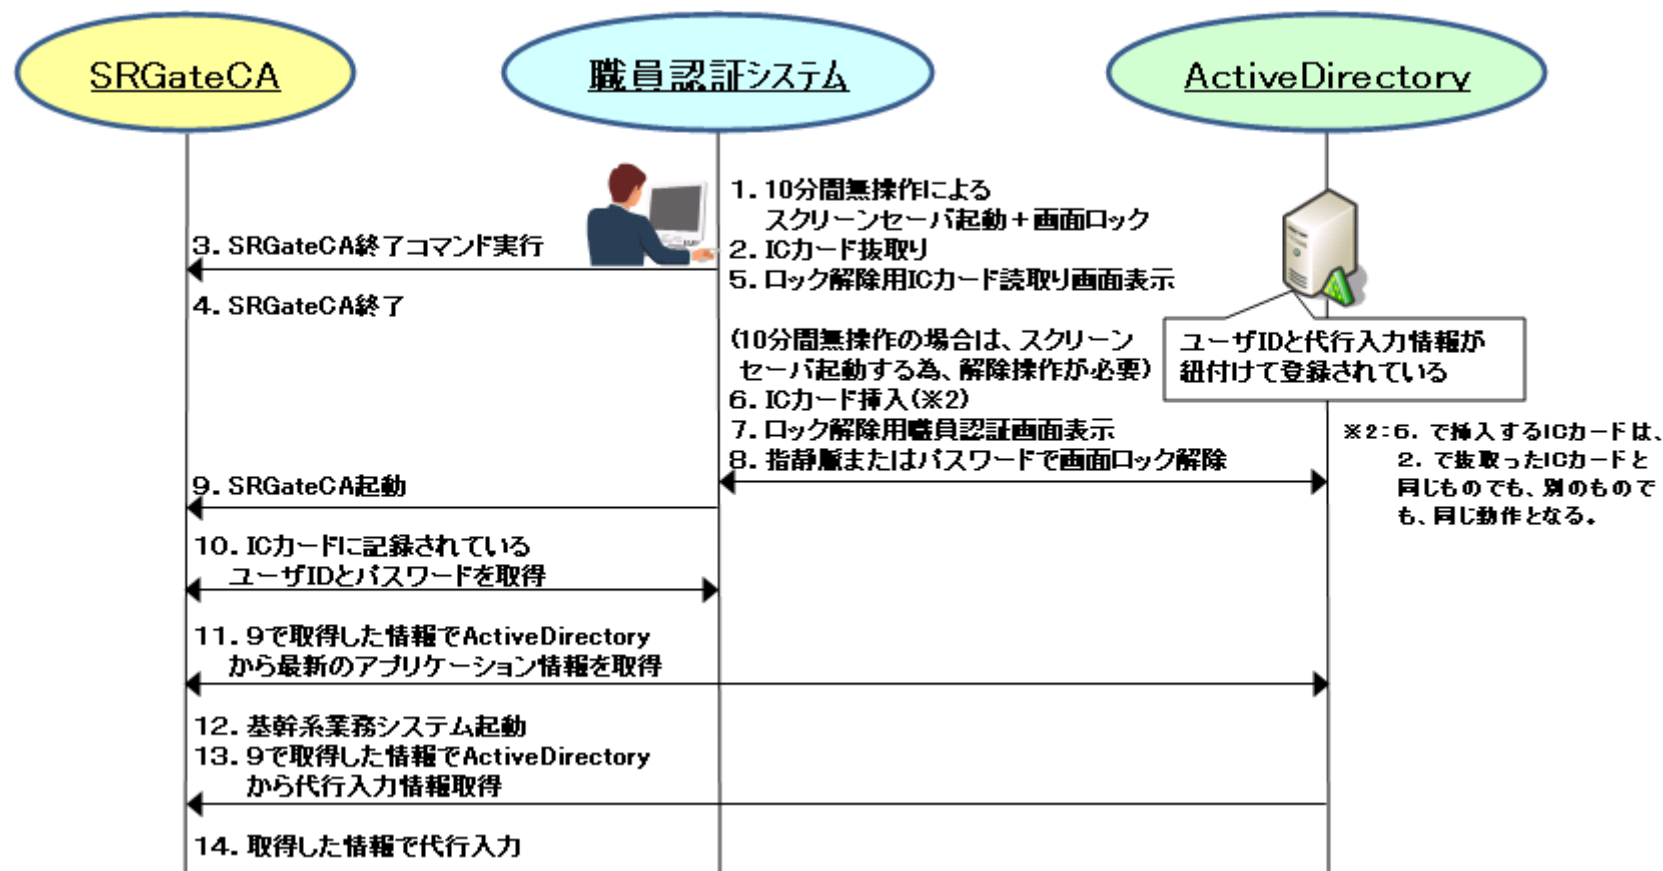 SRGateCA
職員認証システム
ActiveDirectory
1. 10分間無操作による
スクリーンセーバ起動＋画面ロック
2. ICカード抜取り
3. SRGateCA終了コマンド実行
5. ロック解除用ICカード読取り画面表示
4. SRGateCA終了
(10分間無操作の場合は、スクリーン
セーバ起動する為、解除操作が必要)
ユーザIDと代行入力情報が
紐付けて登録されている
6. ICカード挿入(※2)
7. ロック解除用職員認証画面表示
8. 指静脈またはパスワードで画面ロック解除
※2：6. で挿入するICカードは、
2. で抜取ったICカードと
同じものでも、別のもので
も、同じ動作となる。
9. SRGateCA起動
10. ICカードに記録されている
ユーザIDとパスワードを取得
11. 9で取得した情報でActiveDirectory
から最新のアプリケーション情報を取得
12. 基幹系業務システム起動
13. 9で取得した情報でActiveDirectory
から代行入力情報取得
14. 取得した情報で代行入力